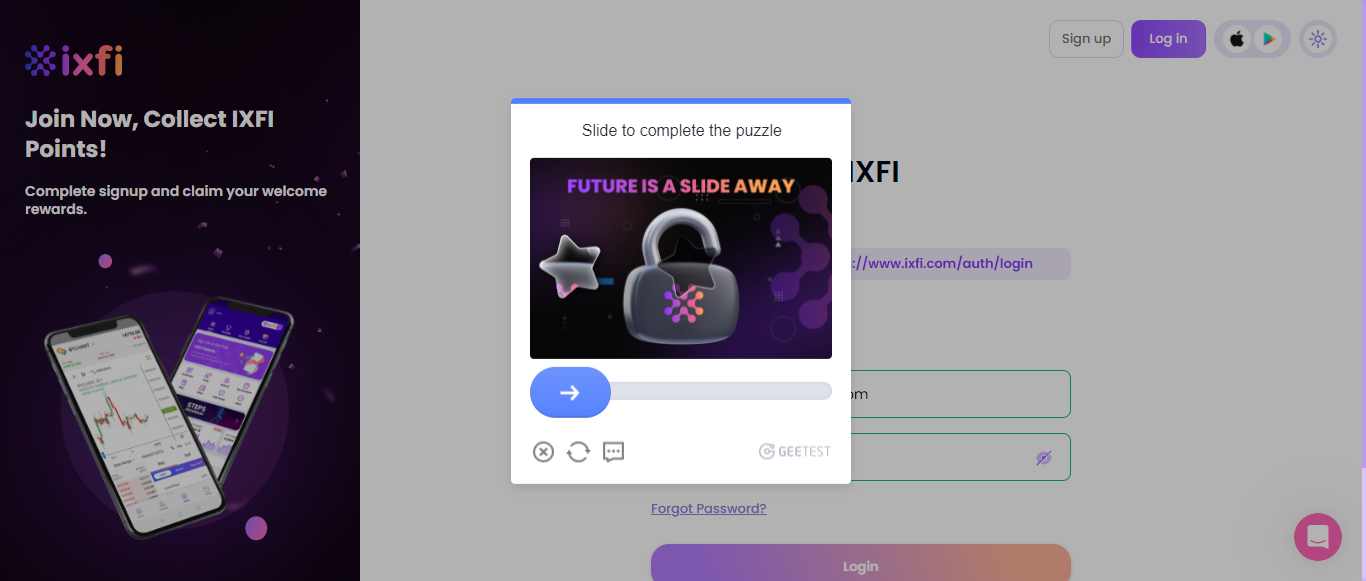 ixfi
Join Now, Collect IXFI
Points!
Complete signup and claim your welcome
rewards.
Sign up
Log in
IXFI
://www.ixfi.com/auth/login
Slide to complete the puzzle
FUTURE IS A SLIDE AWAY
GEETEST
om
Forgot Password?
Login